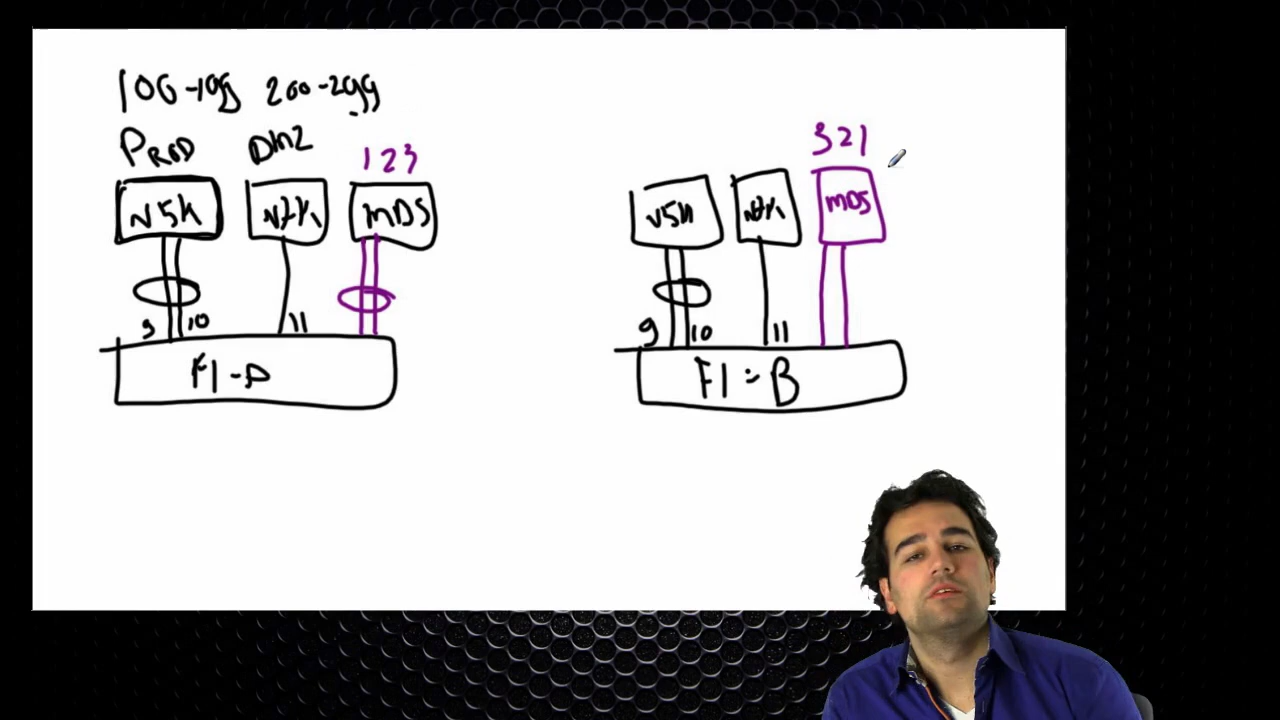 100-199 200-299
PROD DMZ 123
N5K N7K MDS
9 10 11
FI-A
321
N5K N7K MDS
9 10 11
FI-B